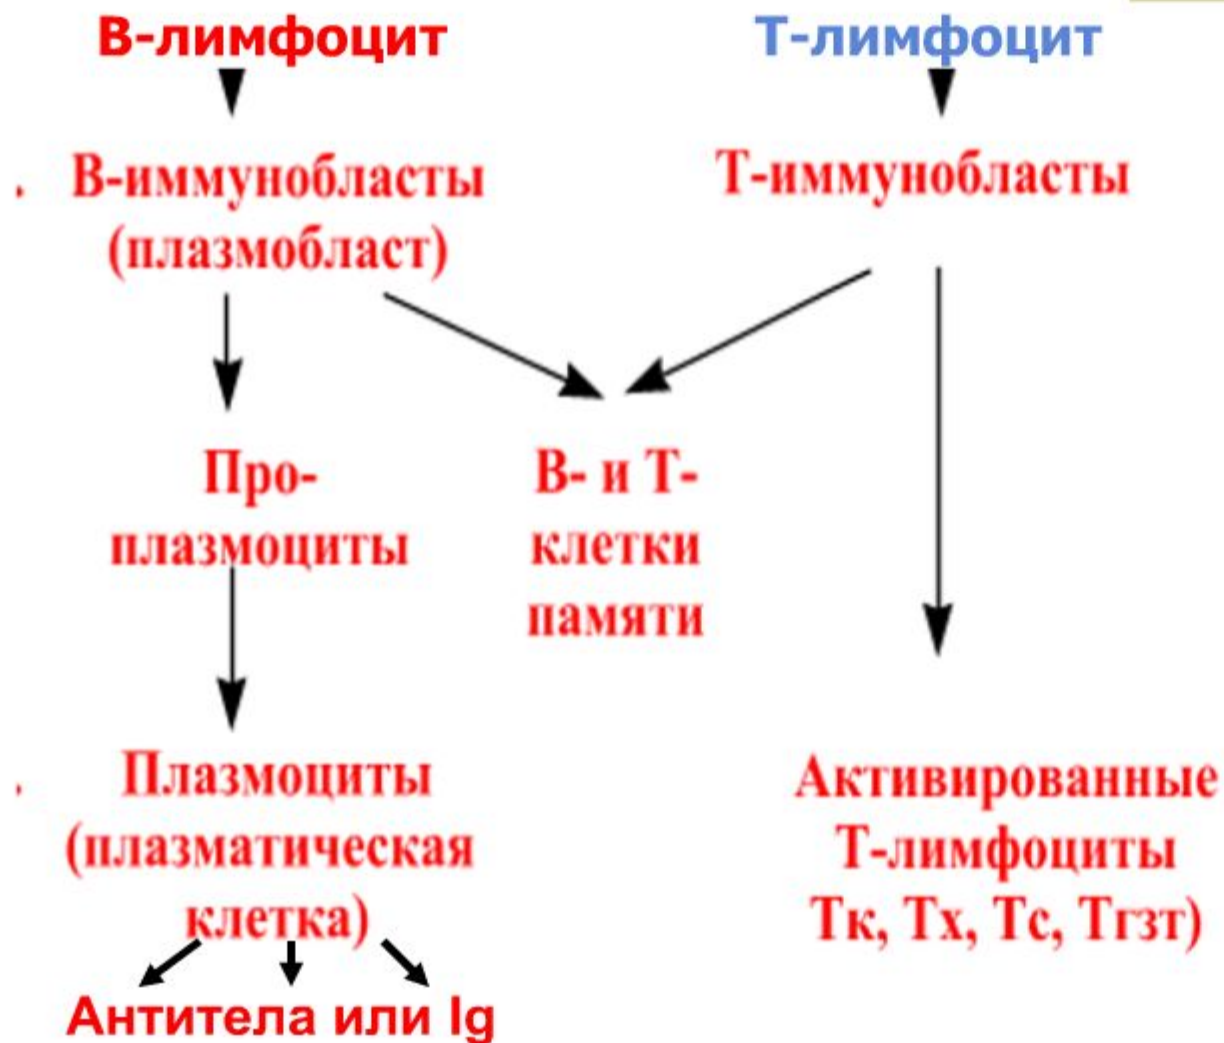 В-лимфоцит
Т-лимфоцит
В-иммунобласты
(плазмобласт)
Т-иммунобласты
Про-
плазмоциты
В- и Т-
клетки
памяти
Плазмоциты
(плазматическая
клетка)
Активированные
Т-лимфоциты
Тк, Тх, Тс, Тгзт)
Антитела или Ig